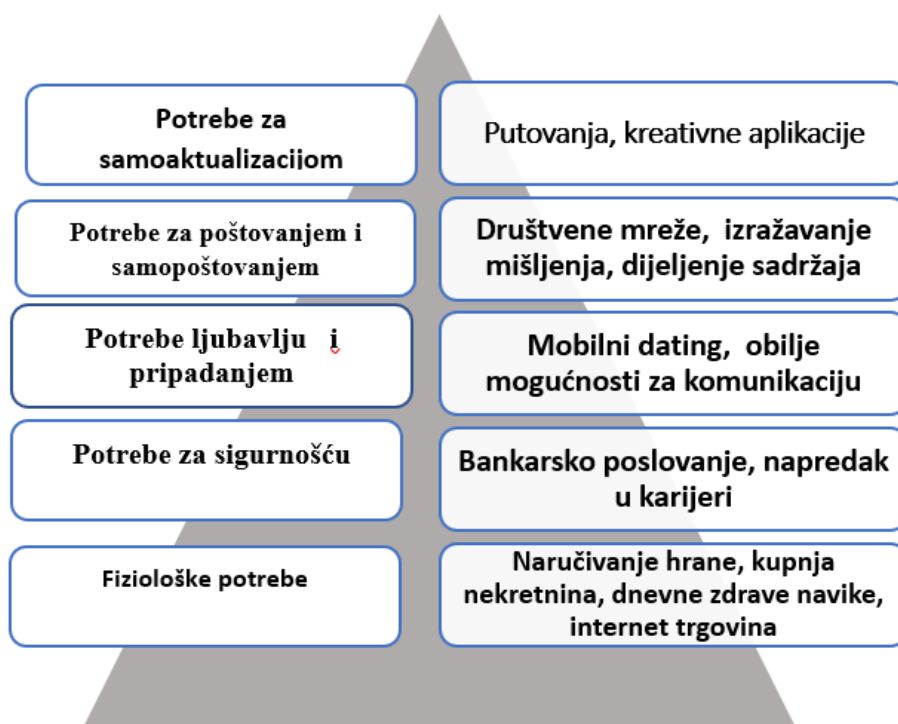 Potrebe za
samoaktualizacijom
Putovanja, kreativne aplikacije
Potrebe za poštovanjem i
samopoštovanjem
Društvene mreže, izražavanje
mišljenja, dijeljenje sadržaja
Potrebe ljubavlju i
pripadanjem
Mobilni dating, obilje
mogućnosti za komunikaciju
Potrebe za sigurnošću
Bankarsko poslovanje, napredak
u karijeri
Fiziološke potrebe
Naručivanje hrane, kupnja
nekretnina, dnevne zdrave navike,
internet trgovina